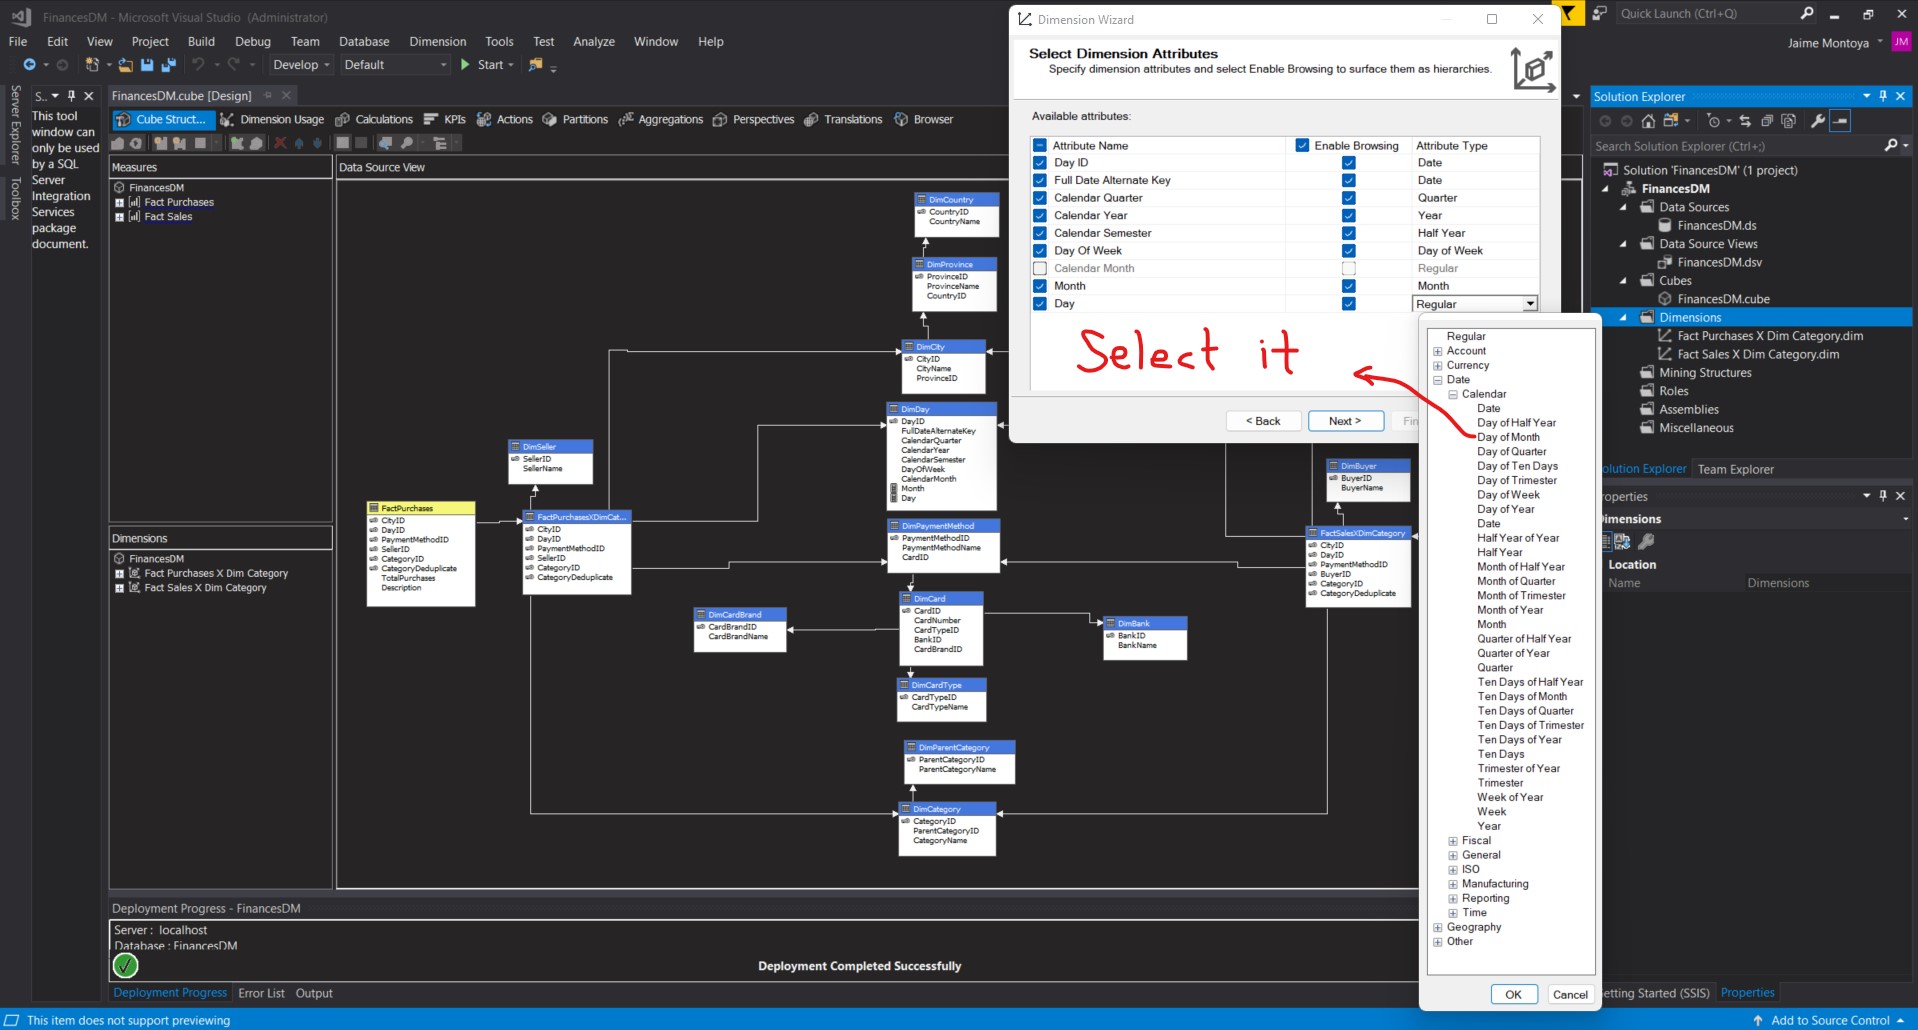 FinancesDM - Microsoft Visual Studio (Administrator)
Quick Launch (Ctrl+Q)
File Edit View Project Build Debug Team Database Dimension Tools Test Analyze Window Help
Jaime Montoya JM
Develop Default Start
Server Explorer
Toolbox
S..
This tool
window can
only be used
by a SQL
Server
Integration
Services
package
document.
FinancesDM.cube [Design]
Cube Struct... Dimension Usage Calculations KPIs Actions Partitions Aggregations Perspectives Translations Browser
Measures
FinancesDM
Fact Purchases
Fact Sales
Dimensions
FinancesDM
Fact Purchases X Dim Category
Fact Sales X Dim Category
Data Source View
DimCountry
CountryID
CountryName
DimProvince
ProvinceID
ProvinceName
CountryID
DimCity
CityID
CityName
ProvinceID
DimDay
DayID
FullDateAlternateKey
CalendarQuarter
CalendarYear
CalendarSemester
DayOfWeek
CalendarMonth
Month
Day
DimSeller
SellerID
SellerName
FactPurchases
CityID
DayID
PaymentMethodID
SellerID
CategoryID
CategoryDeduplicate
TotalPurchases
Description
FactPurchasesXDimCat...
CityID
DayID
PaymentMethodID
SellerID
CategoryID
CategoryDeduplicate
DimPaymentMethod
PaymentMethodID
PaymentMethodName
CardID
DimCard
CardID
CardNumber
CardTypeID
BankID
CardBrandID
DimCardBrand
CardBrandID
CardBrandName
DimBank
BankID
BankName
DimCardType
CardTypeID
CardTypeName
DimParentCategory
ParentCategoryID
ParentCategoryName
DimCategory
CategoryID
ParentCategoryID
CategoryName
DimBuyer
BuyerID
BuyerName
FactSalesXDimCategory
CityID
DayID
PaymentMethodID
BuyerID
CategoryID
CategoryDeduplicate
Dimension Wizard
Select Dimension Attributes
Specify dimension attributes and select Enable Browsing to surface them as hierarchies.
Available attributes:
Attribute Name Enable Browsing Attribute Type
Day ID Date
Full Date Alternate Key Date
Calendar Quarter Quarter
Calendar Year Year
Calendar Semester Half Year
Day Of Week Day of Week
Calendar Month Regular
Month Month
Day Regular
Select it
< Back Next > Fin
Regular
Account
Currency
Date
Calendar
Date
Day of Half Year
Day of Month
Day of Quarter
Day of Ten Days
Day of Trimester
Day of Week
Day of Year
Date
Half Year of Year
Half Year
Month of Half Year
Month of Quarter
Month of Trimester
Month of Year
Month
Quarter of Half Year
Quarter of Year
Quarter
Ten Days of Half Year
Ten Days of Month
Ten Days of Quarter
Ten Days of Trimester
Ten Days of Year
Ten Days
Trimester of Year
Trimester
Week of Year
Week
Year
Fiscal
General
ISO
Manufacturing
Reporting
Time
Geography
Other
OK Cancel
Solution Explorer
Search Solution Explorer (Ctrl+;)
Solution 'FinancesDM' (1 project)
FinancesDM
Data Sources
FinancesDM.ds
Data Source Views
FinancesDM.dsv
Cubes
FinancesDM.cube
Dimensions
Fact Purchases X Dim Category.dim
Fact Sales X Dim Category.dim
Mining Structures
Roles
Assemblies
Miscellaneous
olution Explorer Team Explorer
roperties
Dimensions
Location
Name Dimensions
etting Started (SSIS) Properties
Deployment Progress - FinancesDM
Server : localhost
Database : FinancesDM
Deployment Completed Successfully
Deployment Progress Error List Output
This item does not support previewing
Add to Source Control